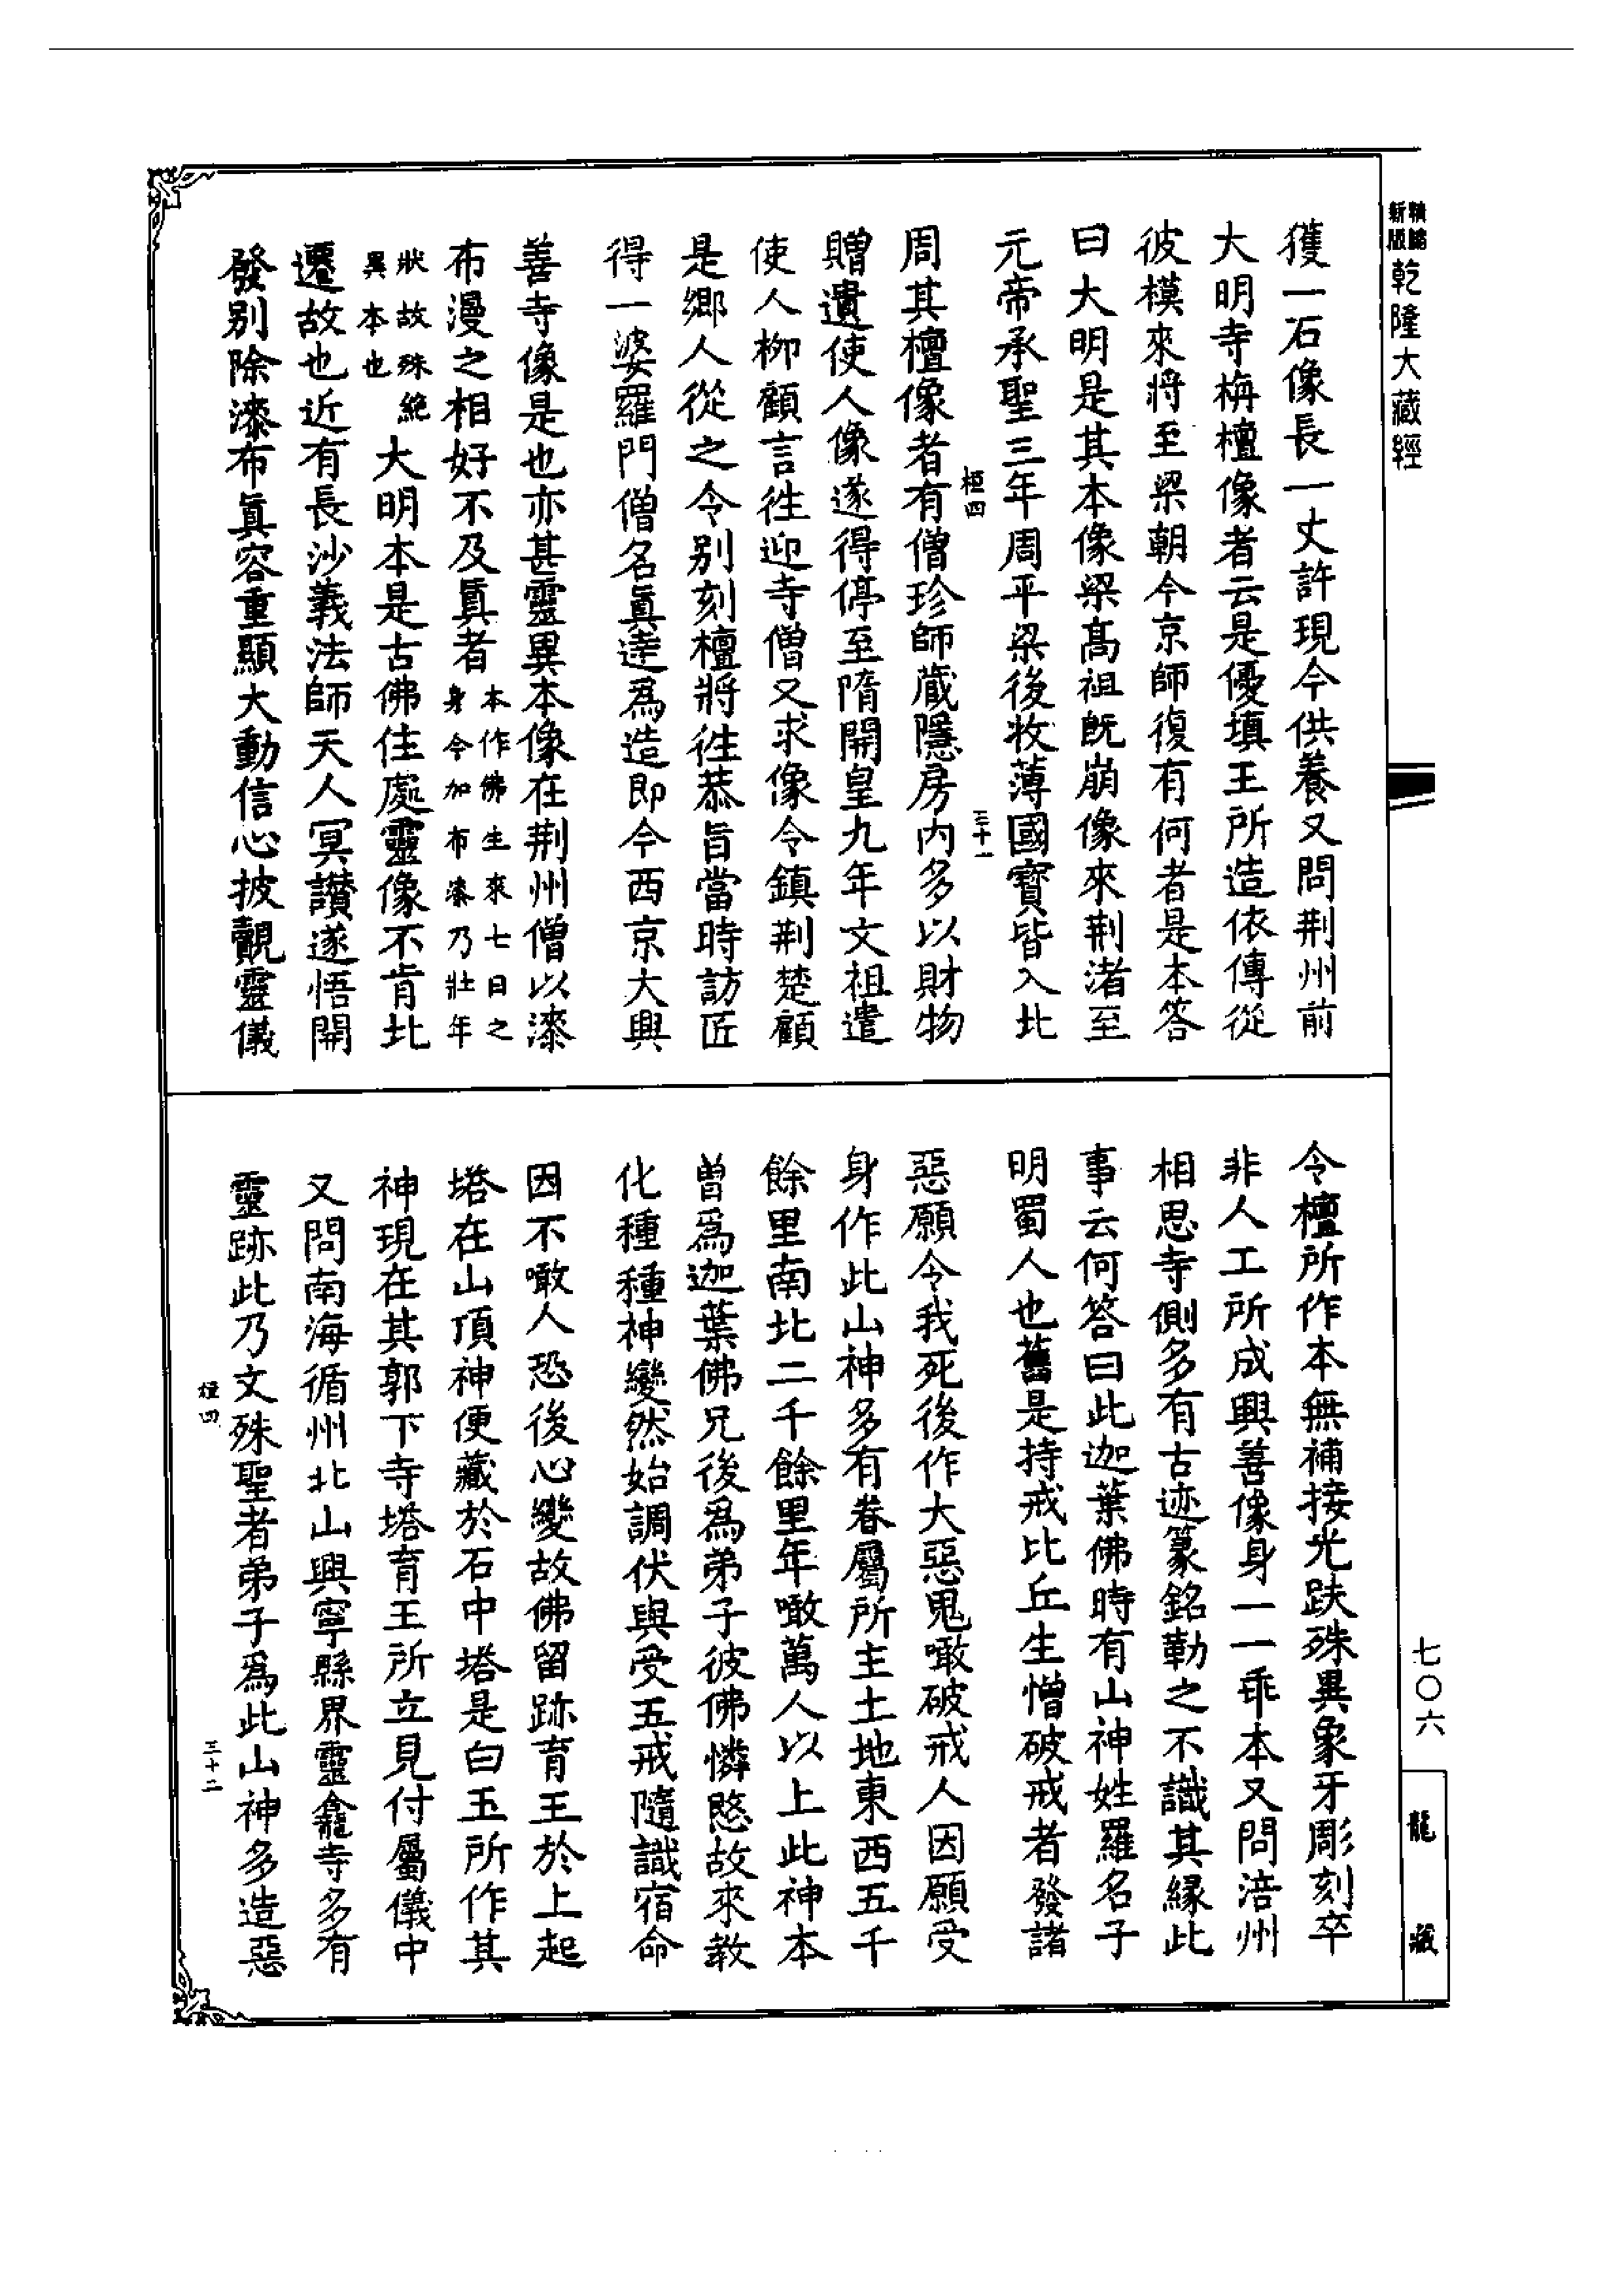 精縮新版乾隆大藏經
獲一石像長一丈許現今供養又問荆州前
大明寺栴檀像者云是優填王所造依傳從
彼模來將至梁朝今京師復有何者是本答
曰大明是其本像梁髙祖旣崩像來荆渚至
元帝承聖三年周平梁後收薄國寶皆入北
桓四
三十一
周其檀像者有僧珍師藏隱房内多以財物
贈遺使人像遂得停至隋開皇九年文祖遣
使人柳顧言徃迎寺僧又求像令鎮荆楚顧
是鄉人從之令别刻檀將徃恭旨當時訪匠
得一婆羅門僧名眞達爲造即今西京大興
善寺像是也亦甚靈異本像在荆州僧以漆
布漫之相好不及眞者本作佛生來七日之身今加布漆乃壯年
狀故殊絶異本也大明本是古佛住處靈像不肯北
遷故也近有長沙義法師天人冥讃遂悟開
發别除漆布眞容重顯大動信心披覿靈儀
令檀所作本無補接光趺殊異象牙彫刻卒
非人工所成興善像身一一乖本又問涪州
相思寺側多有古迹篆銘勒之不識其縁此
事云何答曰此迦葉佛時有山神姓羅名子
明蜀人也舊是持戒比丘生憎破戒者發諸
惡願令我死後作大惡鬼噉破戒人因願受
身作此山神多有眷屬所主土地東西五千
餘里南北二千餘里年噉萬人以上此神本
曽爲迦葉佛兄後爲弟子彼佛憐愍故來教
化種種神變然始調伏與受五戒隨識宿命
因不噉人恐後心變故佛留跡育王於上起
塔在山頂神便藏於石中塔是白玉所作其
神現在其郭下寺塔育王所立見付屬儀中
又問南海循州北山興寧縣界靈龕寺多有
靈跡此乃文殊聖者弟子爲此山神多造惡
桓四
三十二
七〇六
龍藏